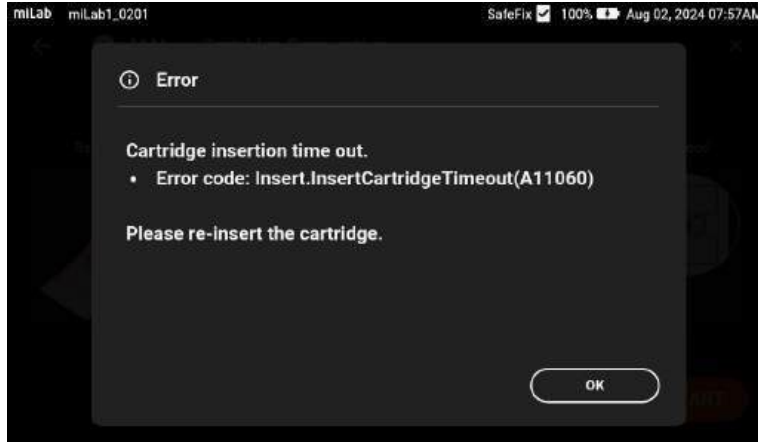 miLab miLab1_0201 SafeFix 100% Aug 02, 2024 07:57AM
Error
Cartridge insertion time out.
• Error code: Insert.InsertCartridgeTimeout(A11060)
Please re-insert the cartridge.
OK